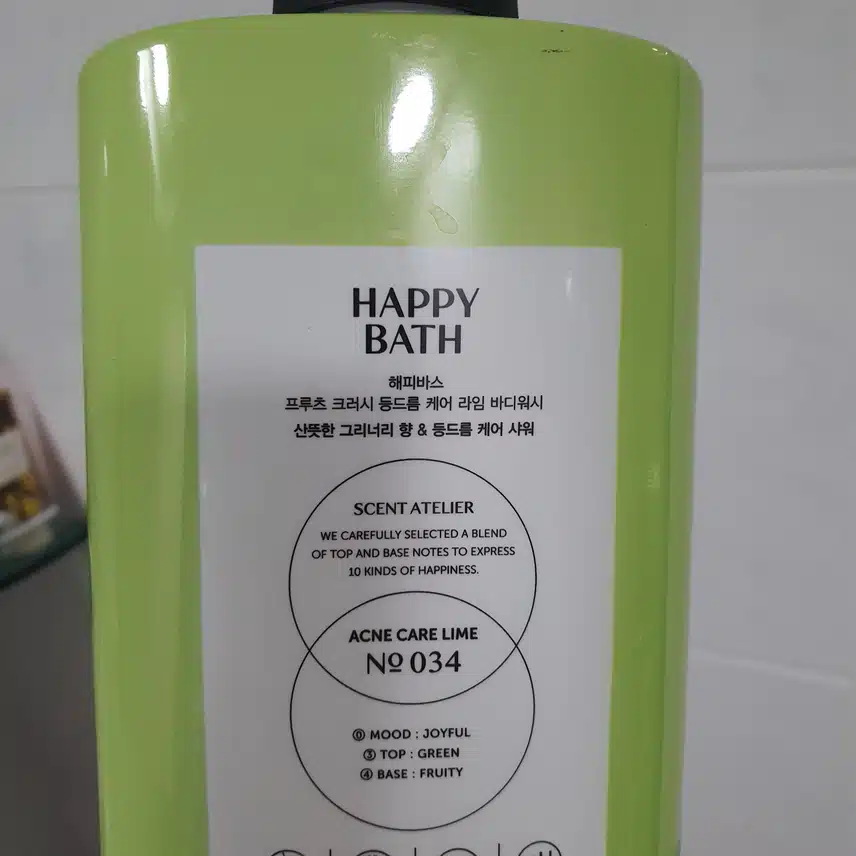 HAPPY
BATH
해피바스
프루츠 크러시 등드름 케어 라임 바디워시
산뜻한 그리너리 향 & 등드름 케어 샤워
SCENT ATELIER
WE CAREFULLY SELECTED A BLEND
OF TOP AND BASE NOTES TO EXPRESS
10 KINDS OF HAPPINESS.
ACNE CARE LIME
№ 034
⓪ MOOD : JOYFUL
③ TOP : GREEN
④ BASE : FRUITY